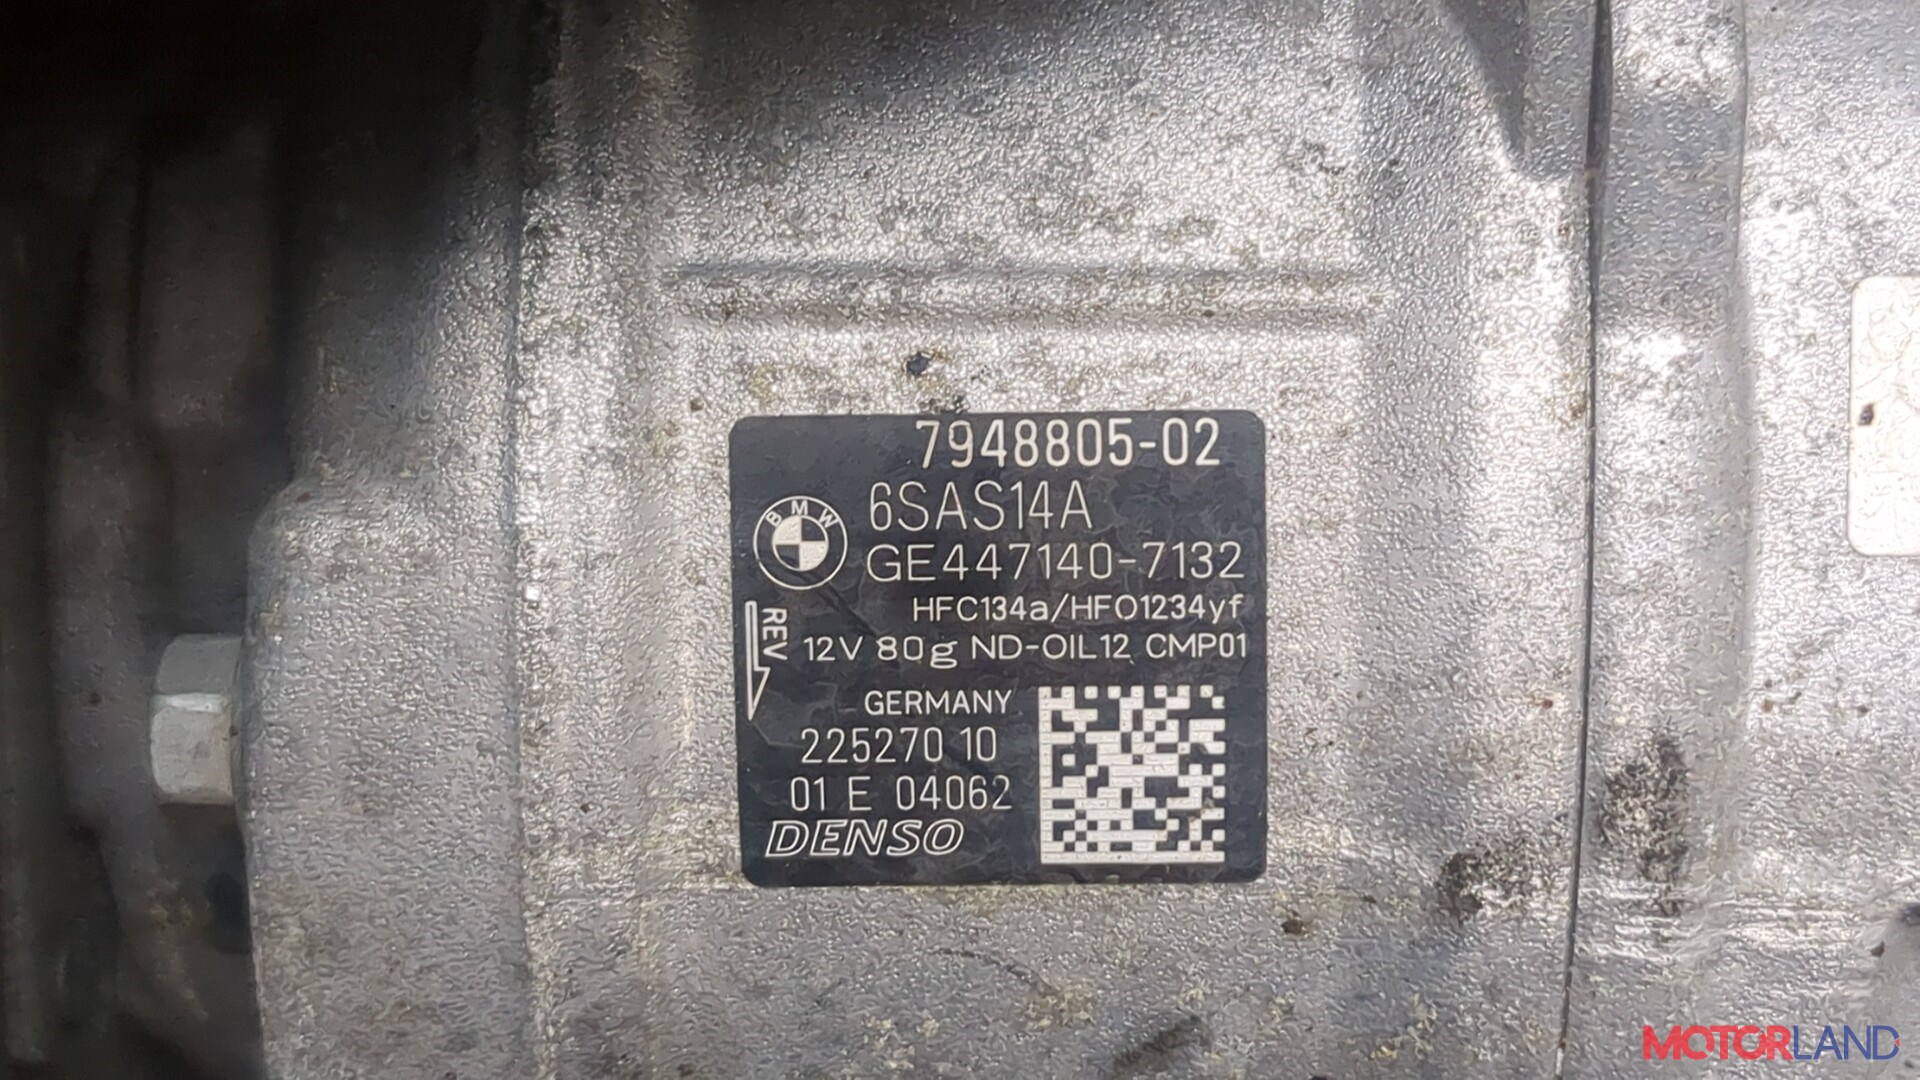 7948805-02
6SAS14A
BMW
GE447140-7132
HFC134a/HFO1234yf
REV
12V 80g ND-OIL12 CMP01
GERMANY
225270 10
01 E 04062
DENSO
MOTORLAND